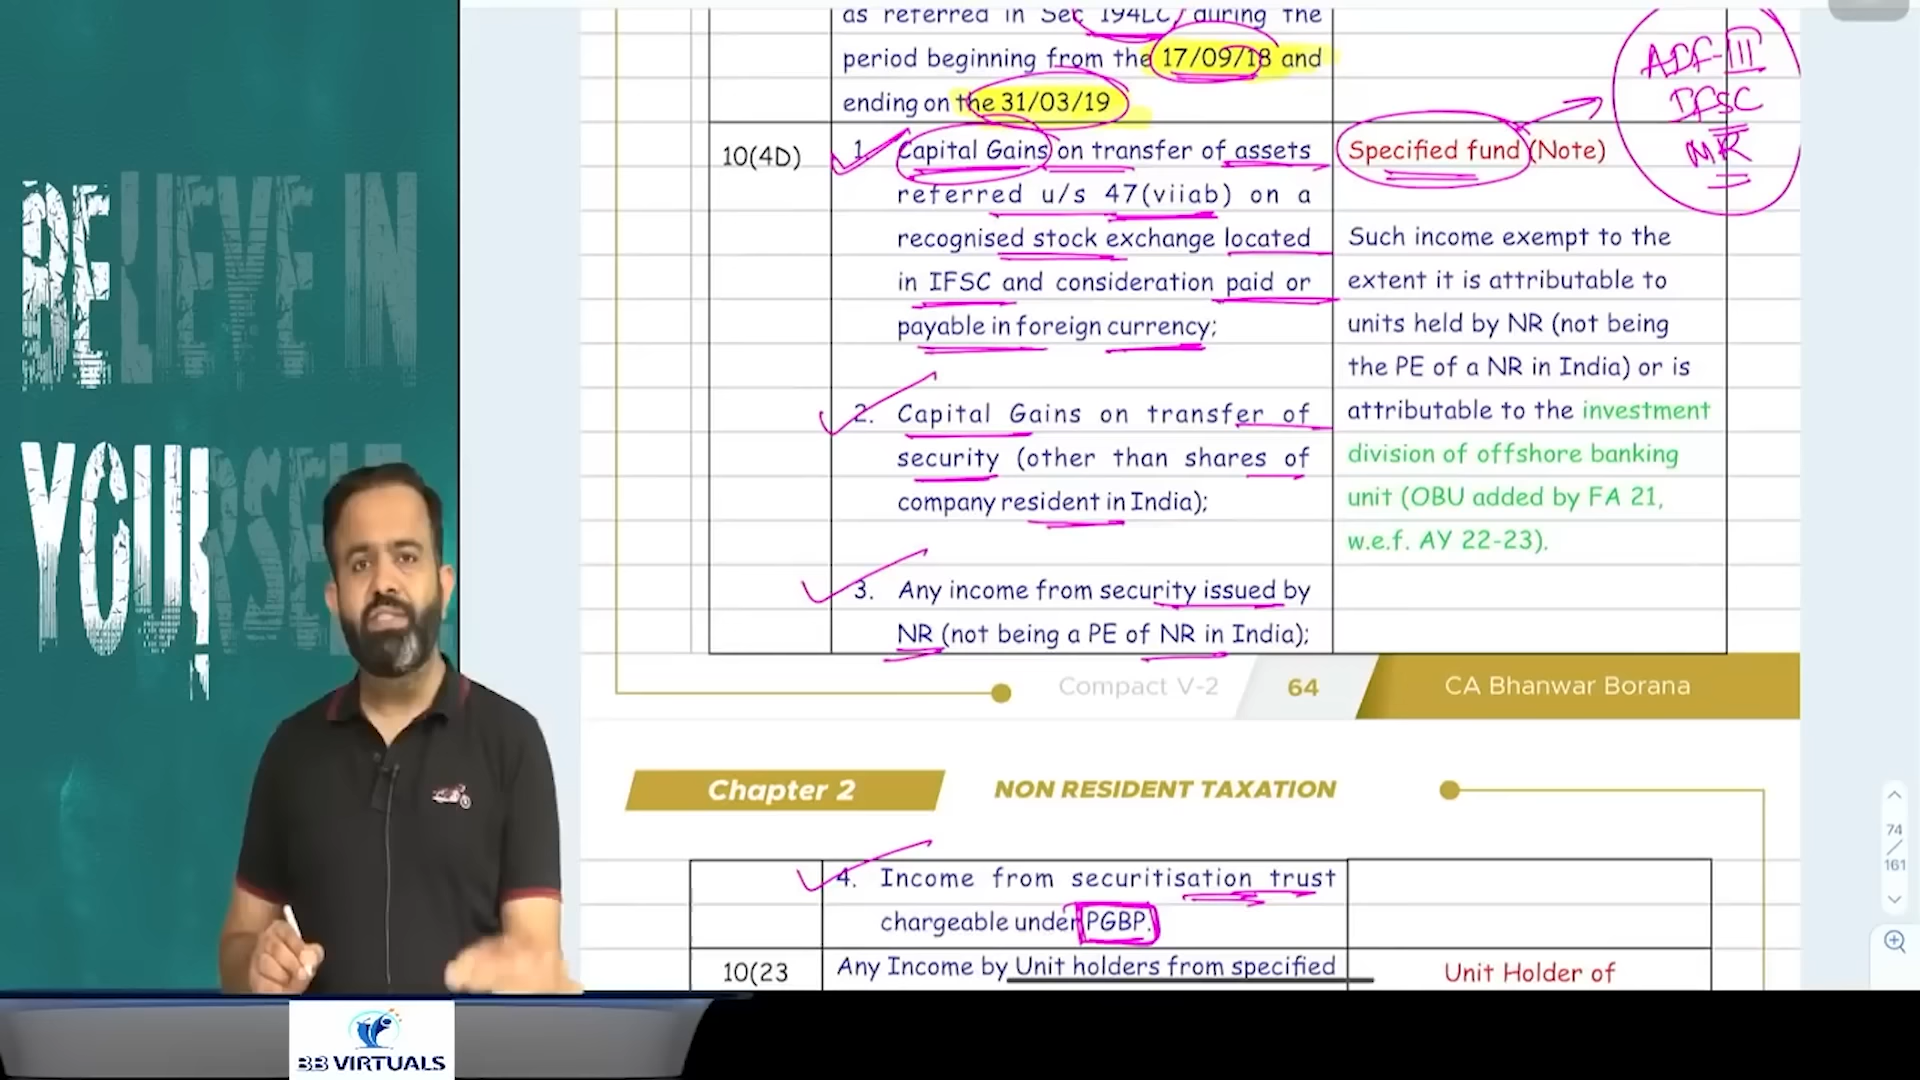 BELIEVE IN
YOURSELF
as referred in Sec 194LC, during the
period beginning from the 17/09/18 and
ending on the 31/03/19
10(4D)
1. Capital Gains on transfer of assets
referred u/s 47(viiab) on a
recognised stock exchange located
in IFSC and consideration paid or
payable in foreign currency;
2. Capital Gains on transfer of
security (other than shares of
company resident in India);
3. Any income from security issued by
NR (not being a PE of NR in India);
Specified fund (Note)
Such income exempt to the
extent it is attributable to
units held by NR (not being
the PE of a NR in India) or is
attributable to the investment
division of offshore banking
unit (OBU added by FA 21,
w.e.f. AY 22-23).
AIF-III
IFSC
NR
Compact V-2
64
CA Bhanwar Borana
Chapter 2
NON RESIDENT TAXATION
4. Income from securitisation trust
chargeable under PGBP.
10(23
Any Income by Unit holders from specified
Unit Holder of
74
/
161
BB VIRTUALS